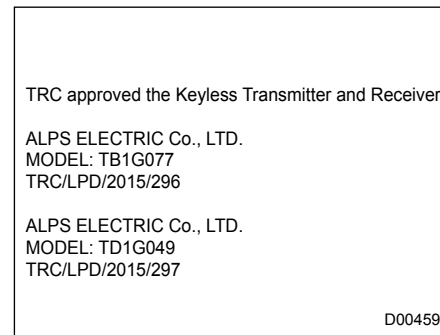 TRC approved the Keyless Transmitter and Receiver
ALPS ELECTRIC Co., LTD.
MODEL: TB1G077
TRC/LPD/2015/296
ALPS ELECTRIC Co., LTD.
MODEL: TD1G049
TRC/LPD/2015/297
D00459